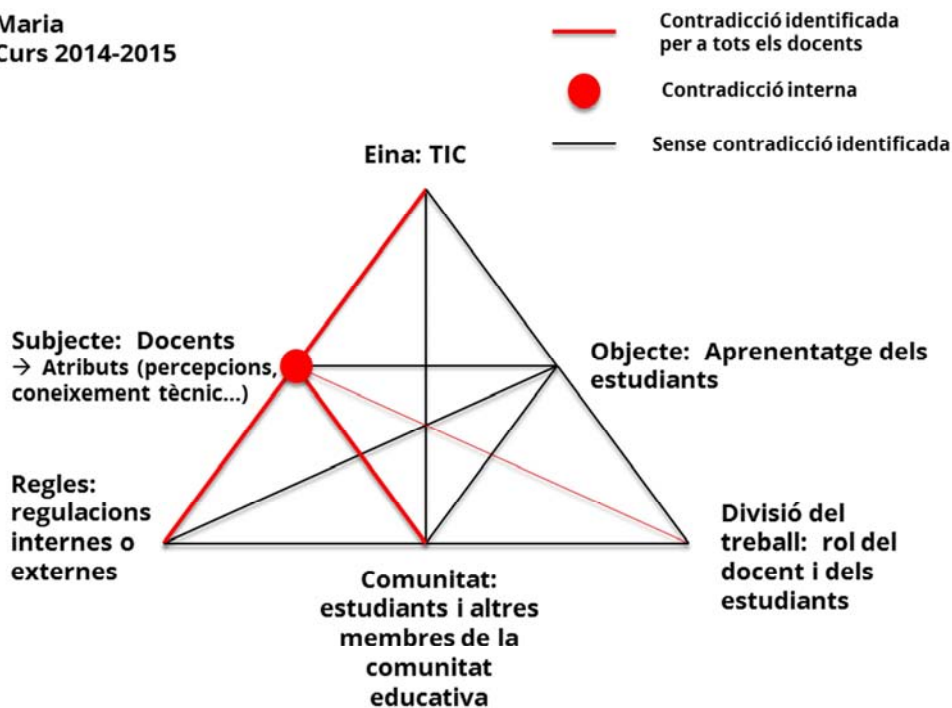 Maria
Curs 2014-2015
Contradicció identificada
per a tots els docents
Contradicció interna
Sense contradicció identificada
Eina: TIC
Subjecte: Docents
→ Atributs (percepcions,
coneixement tècnic...)
Objecte: Aprenentatge dels
estudiants
Regles:
regulacions
internes o
externes
Comunitat:
estudiants i altres
membres de la
comunitat
educativa
Divisió del
treball: rol del
docent i dels
estudiants